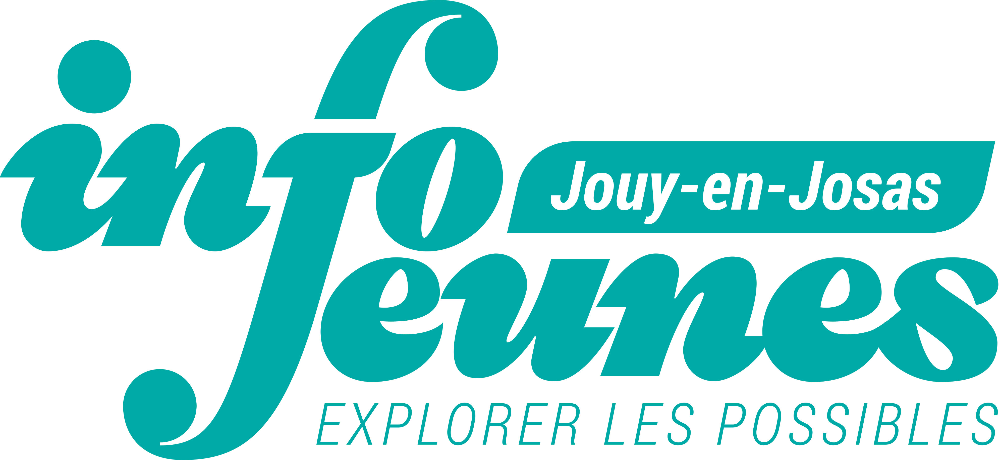 info
Jouy-en-Josas
jeunes
EXPLORER LES POSSIBLES